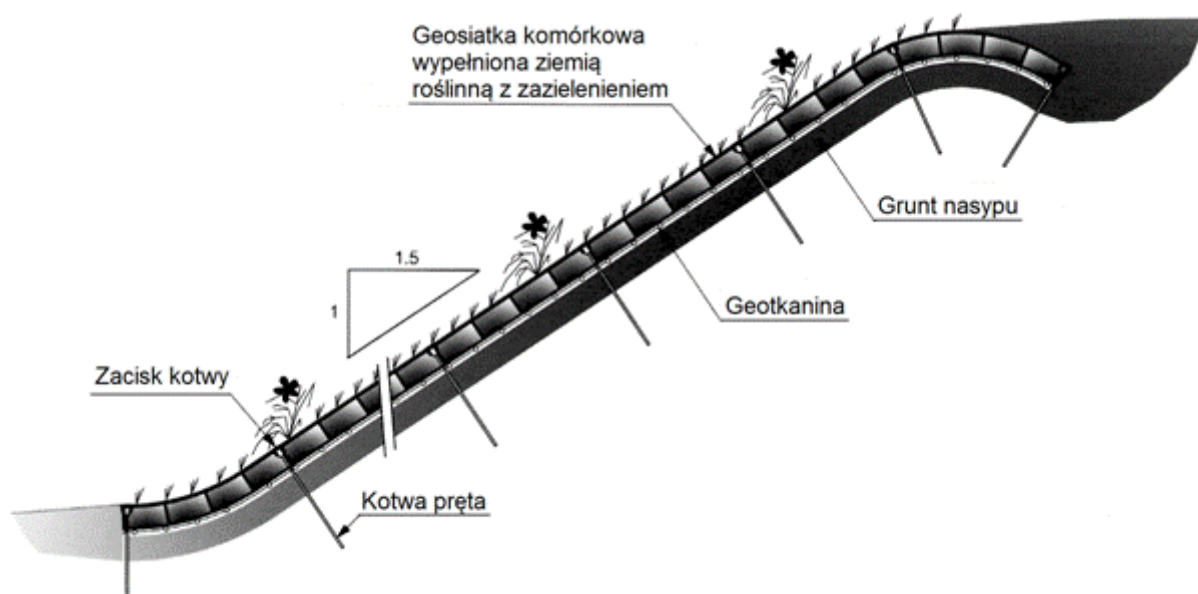 Geosiatka komórkowa
wypełniona ziemią
roślinną z zazielenieniem
Grunt nasypu
1.5
1
Geotkanina
Zacisk kotwy
Kotwa pręta